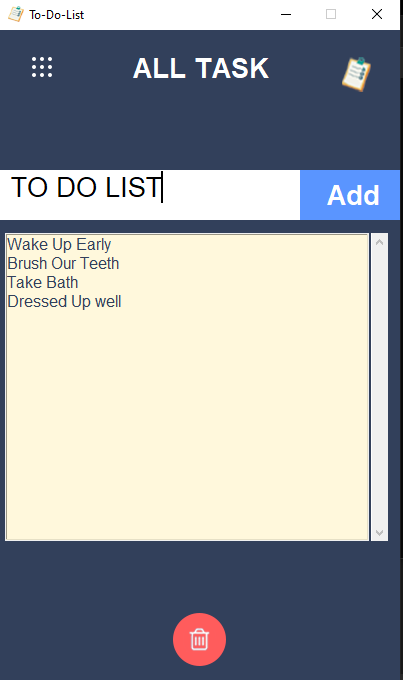 To-Do-List
ALL TASK
TO DO LIST
Add
Wake Up Early
Brush Our Teeth
Take Bath
Dressed Up well